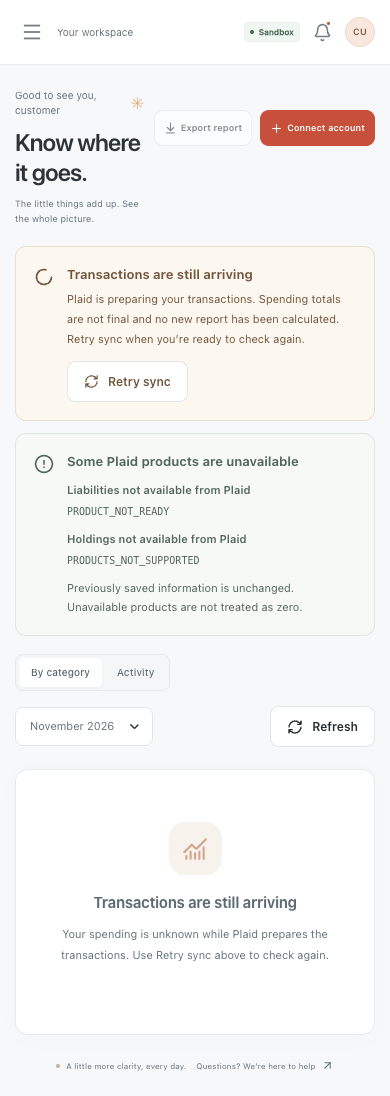 Your workspace
Sandbox
CU
Good to see you,
customer
Know where
it goes.
The little things add up. See
the whole picture.
Export report
Connect account
Transactions are still arriving
Plaid is preparing your transactions. Spending totals
are not final and no new report has been calculated.
Retry sync when you’re ready to check again.
Retry sync
Some Plaid products are unavailable
Liabilities not available from Plaid
PRODUCT_NOT_READY
Holdings not available from Plaid
PRODUCTS_NOT_SUPPORTED
Previously saved information is unchanged.
Unavailable products are not treated as zero.
By category
Activity
November 2026
Refresh
Transactions are still arriving
Your spending is unknown while Plaid prepares the
transactions. Use Retry sync above to check again.
A little more clarity, every day.
Questions? We’re here to help